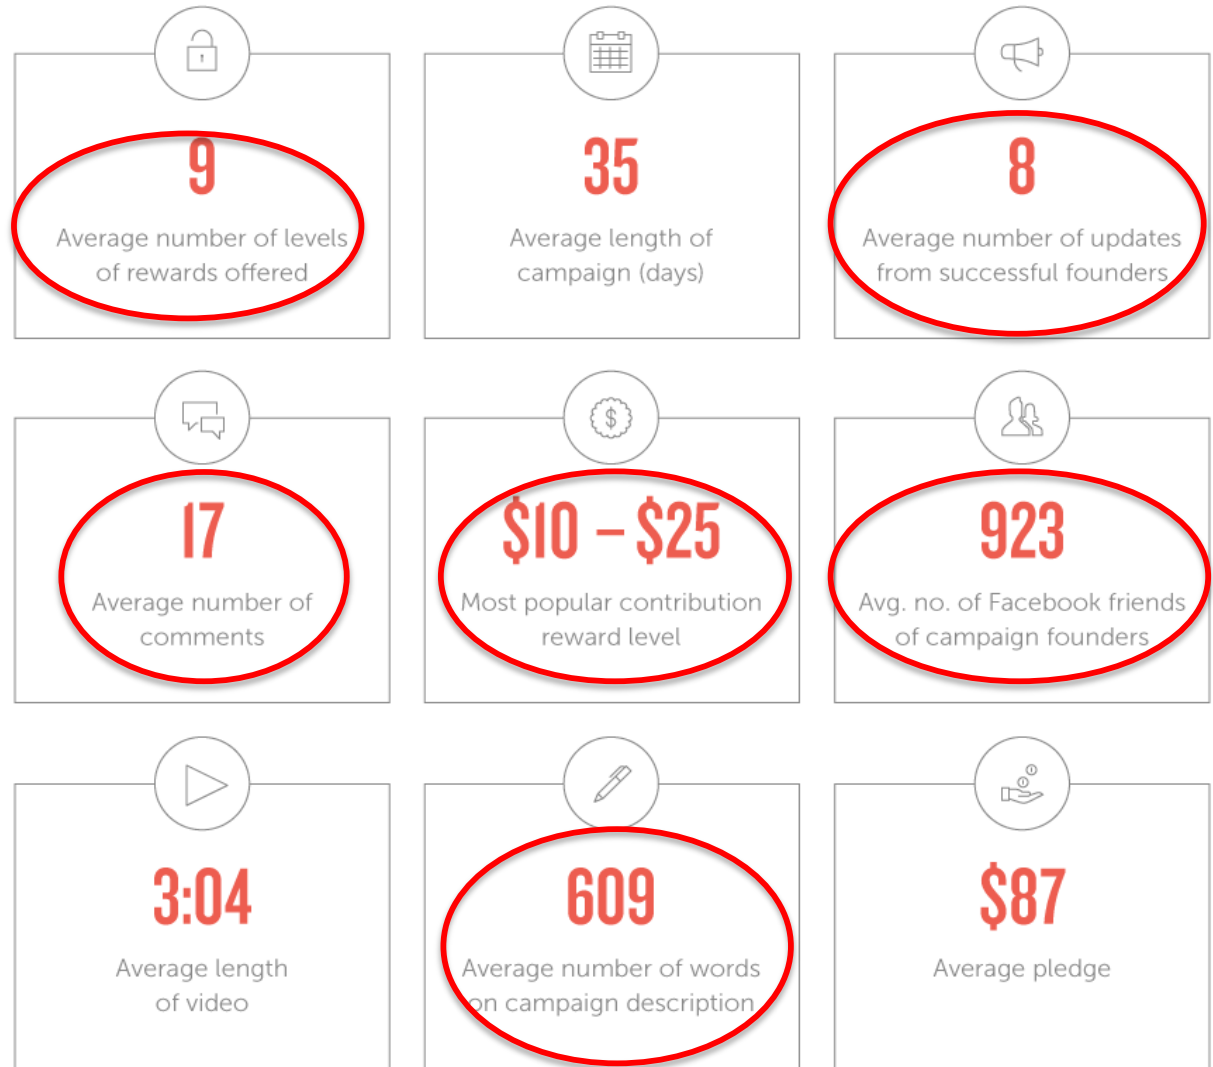 9
Average number of levels
of rewards offered
35
Average length of
campaign (days)
8
Average number of updates
from successful founders
17
Average number of
comments
$10 – $25
Most popular contribution
reward level
923
Avg. no. of Facebook friends
of campaign founders
3:04
Average length
of video
609
Average number of words
on campaign description
$87
Average pledge